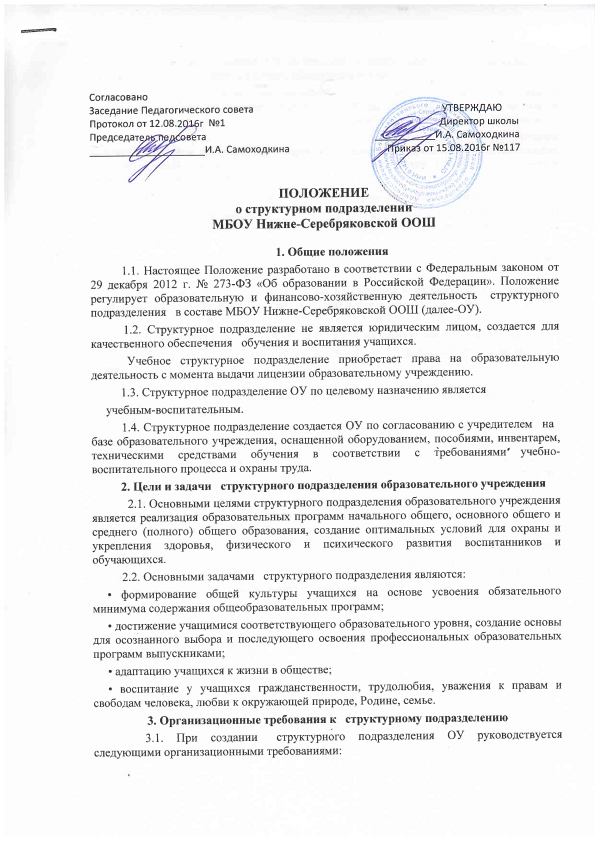 Согласовано
Заседание Педагогического совета
УТВЕРЖДАЮ
Протокол от 12.08.2016г №1
Директор школы
Председатель педсовета
И.А. Самоходкина
И.А. Самоходкина
Приказ от 15.08.2016г №117
ПОЛОЖЕНИЕ
о структурном подразделении
МБОУ Нижне-Серебряковской ООШ
1. Общие положения
1.1. Настоящее Положение разработано в соответствии с Федеральным законом от
29 декабря 2012 г. № 273-ФЗ «Об образовании в Российской Федерации». Положение
регулирует образовательную и финансово-хозяйственную деятельность структурного
подразделения в составе МБОУ Нижне-Серебряковской ООШ (далее-ОУ).
1.2. Структурное подразделение не является юридическим лицом, создается для
качественного обеспечения обучения и воспитания учащихся.
Учебное структурное подразделение приобретает права на образовательную
деятельность с момента выдачи лицензии образовательному учреждению.
1.3. Структурное подразделение ОУ по целевому назначению является
учебным-воспитательным.
1.4. Структурное подразделение создается ОУ по согласованию с учредителем на
базе образовательного учреждения, оснащенной оборудованием, пособиями, инвентарем,
техническими средствами обучения в соответствии с требованиями учебно-
воспитательного процесса и охраны труда.
2. Цели и задачи структурного подразделения образовательного учреждения
2.1. Основными целями структурного подразделения образовательного учреждения
является реализация образовательных программ начального общего, основного общего и
среднего (полного) общего образования, создание оптимальных условий для охраны и
укрепления здоровья, физического и психического развития воспитанников и
обучающихся.
2.2. Основными задачами структурного подразделения являются:
• формирование общей культуры учащихся на основе усвоения обязательного
минимума содержания общеобразовательных программ;
• достижение учащимися соответствующего образовательного уровня, создание основы
для осознанного выбора и последующего освоения профессиональных образовательных
программ выпускниками;
• адаптацию учащихся к жизни в обществе;
• воспитание у учащихся гражданственности, трудолюбия, уважения к правам и
свободам человека, любви к окружающей природе, Родине, семье.
3. Организационные требования к структурному подразделению
3.1. При создании структурного подразделения ОУ руководствуется
следующими организационными требованиями: